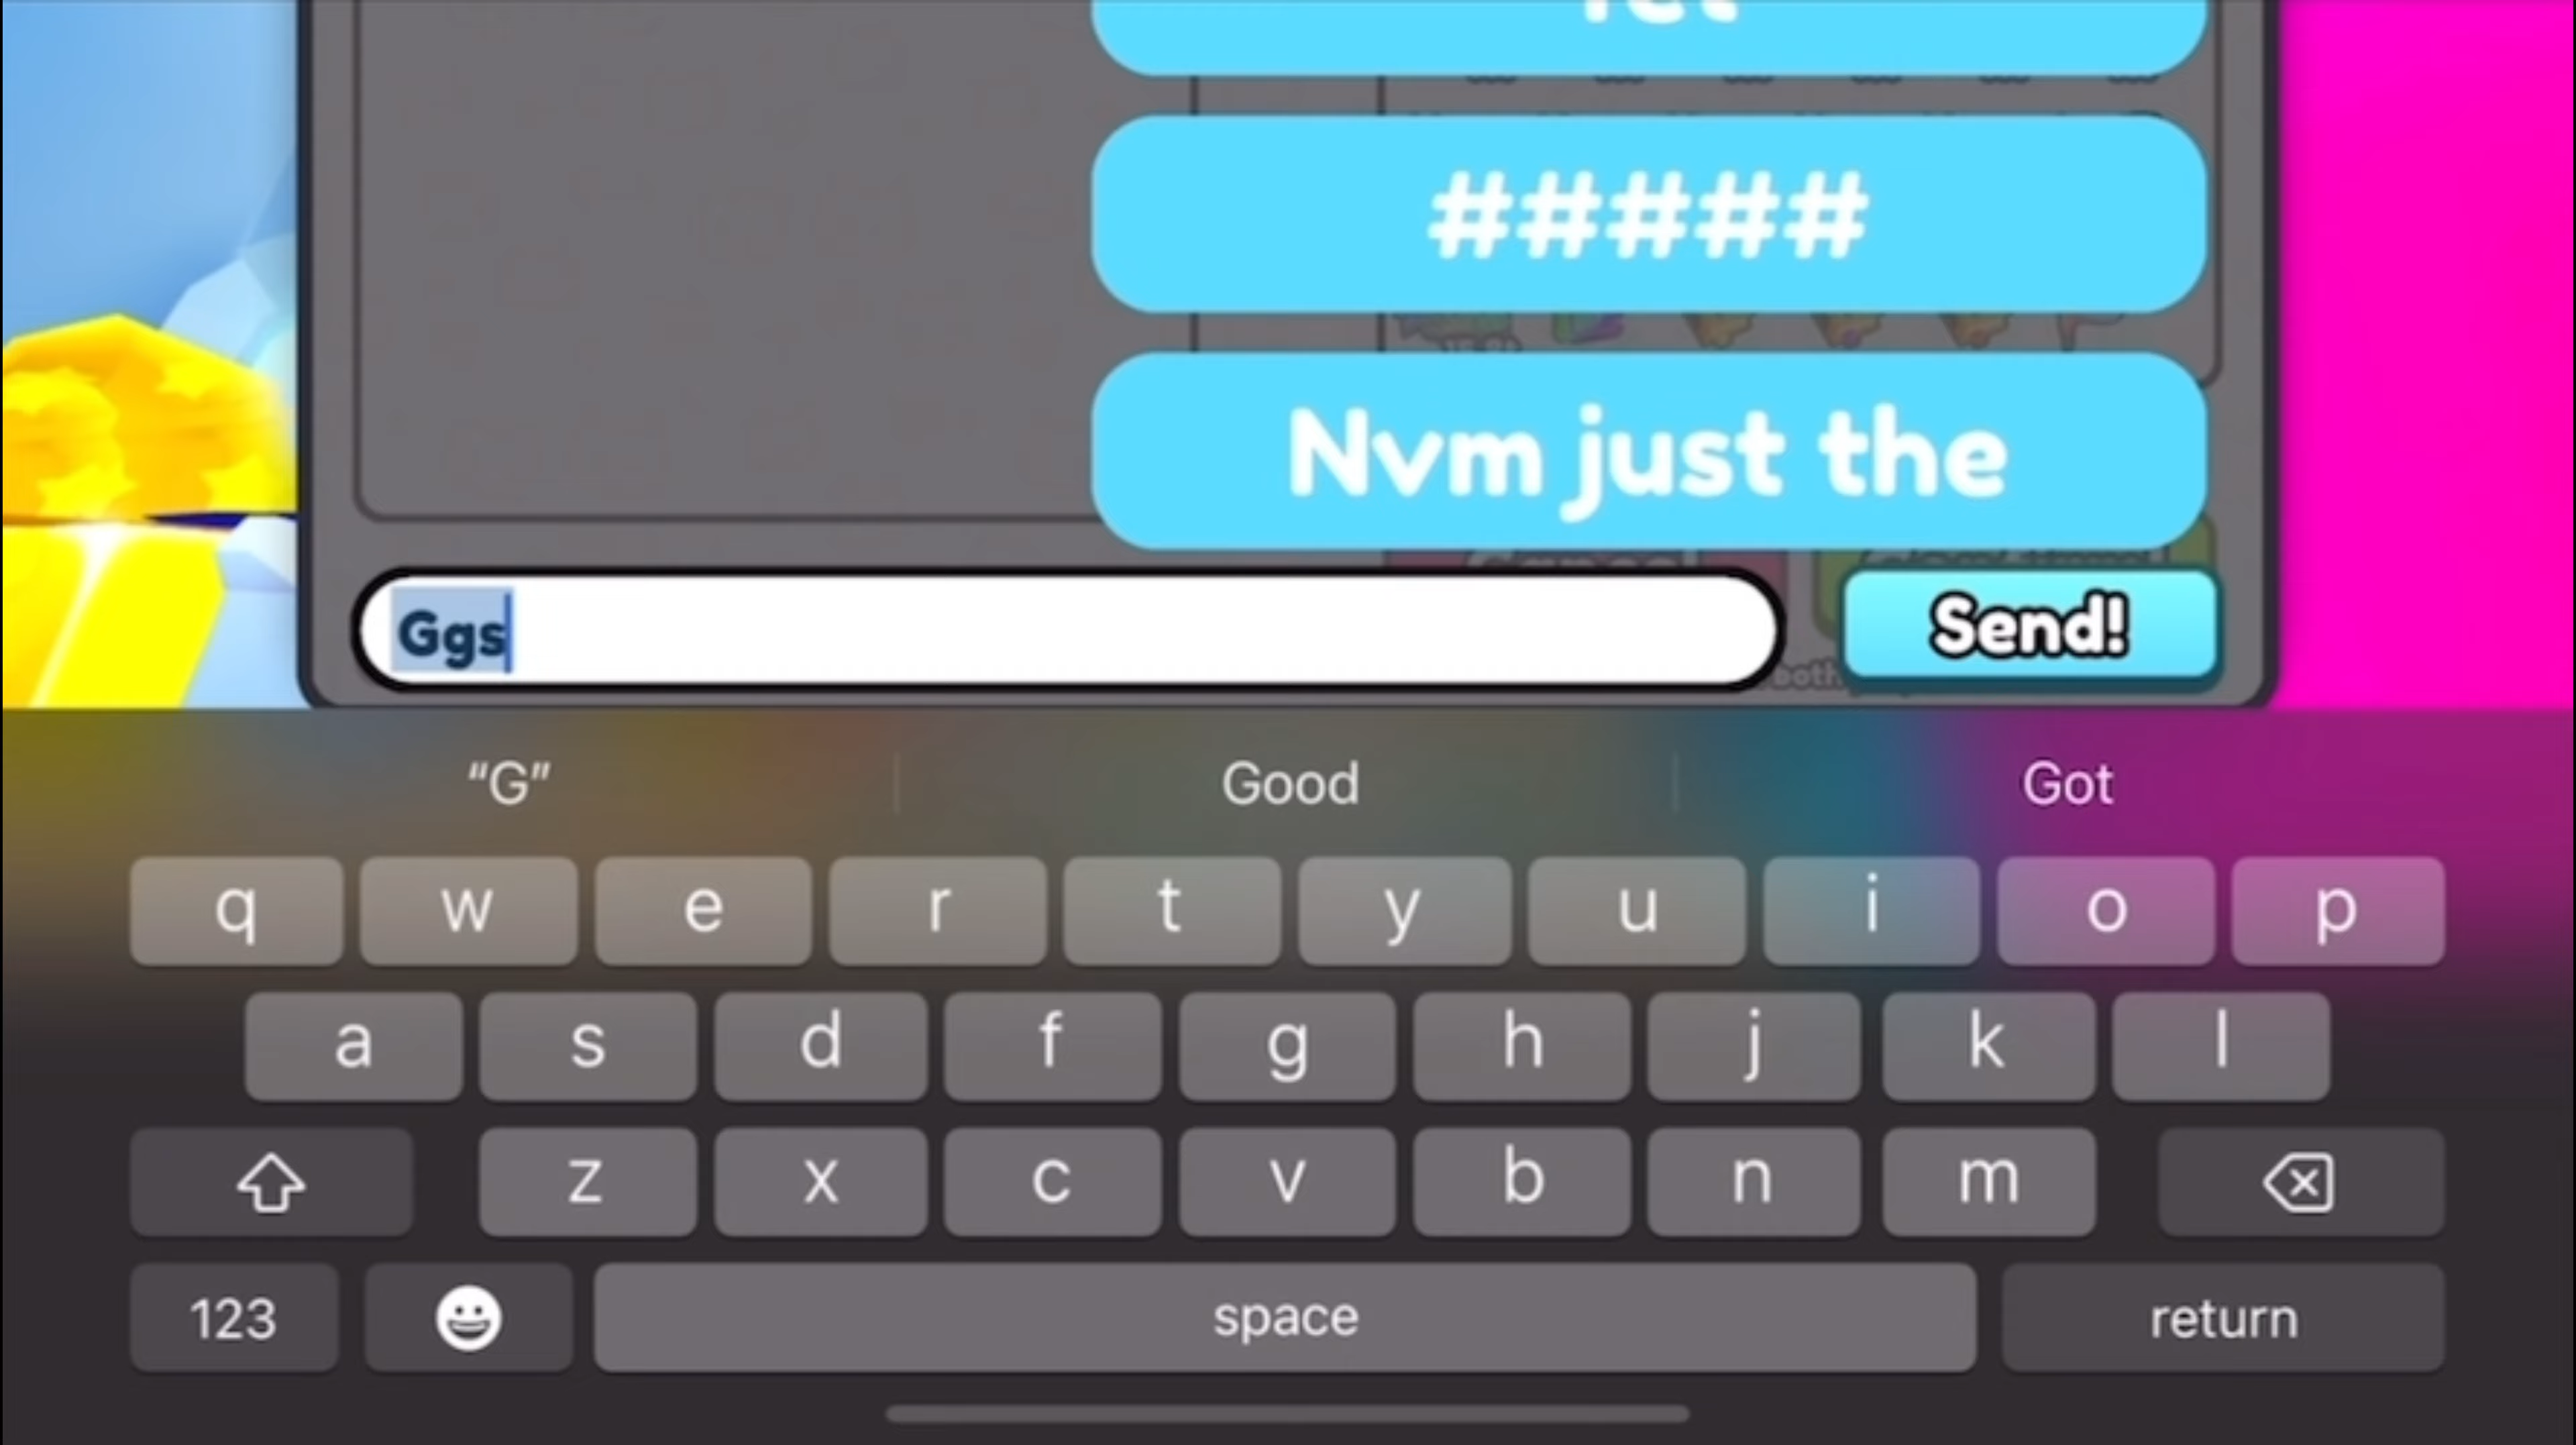 #####
Nvm just the
Ggs
Send!
"G" Good Got
q w e r t y u i o p
a s d f g h j k l
z x c v b n m
123 space return